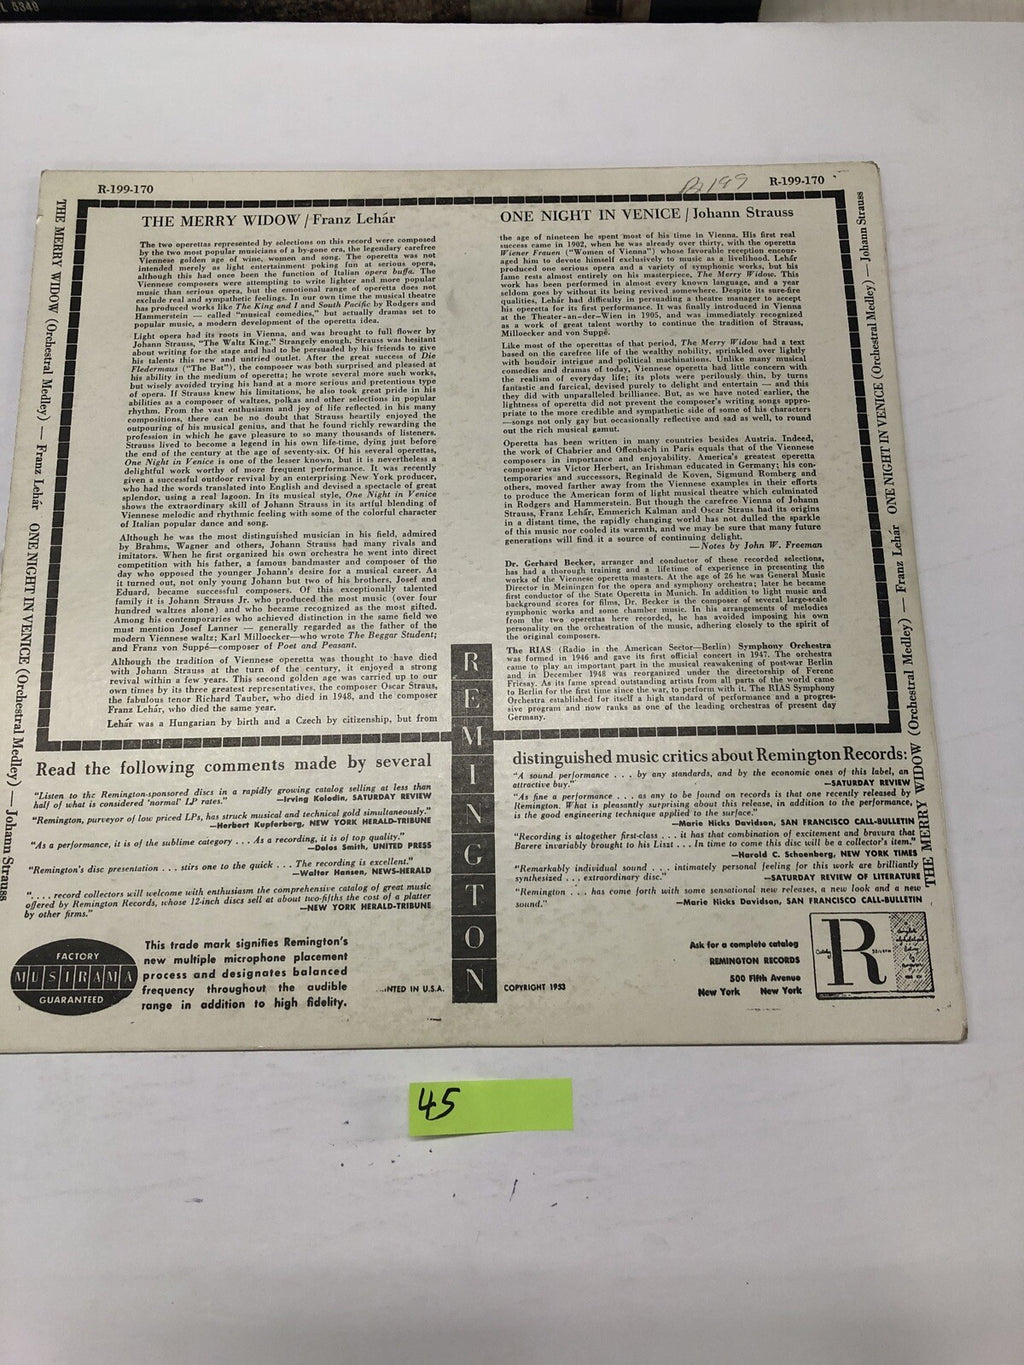 L 5349
R-199-170
R-199
R-199-170
THE MERRY WIDOW (Orchestral Medley) — Franz Lehár ONE NIGHT IN VENICE (Orchestral Medley) — Johann Strauss
THE MERRY WIDOW / Franz Lehár
The two operettas represented by selections on this record were composed
by the two most popular musicians of a by-gone era, the legendary carefree
Viennese golden age of wine, women and song. The operetta was not
intended merely as light entertainment poking fun at serious opera,
although this had once been the function of Italian opera buffa. The
Viennese composers were attempting to write lighter and more popular
music than serious opera, but the emotional range of operetta does not
exclude real and sympathetic feelings. In our own time the musical theatre
has produced works like The King and I and South Pacific by Rodgers and
Hammerstein — called "musical comedies," but actually dramas set to
popular music, a modern development of the operetta idea.
Light opera had its roots in Vienna, and was brought to full flower by
Johann Strauss, "The Waltz King." Strangely enough, Strauss was hesitant
about writing for the stage and had to be persuaded by his friends to give
his talents this new and untried outlet. After the great success of Die
Fledermaus ("The Bat"), the composer was both surprised and pleased at
his ability in the medium of operetta; he wrote several more such works,
but wisely avoided trying his hand at a more serious and pretentious type
of opera. If Strauss knew his limitations, he also took great pride in his
abilities as a composer of waltzes, polkas and other selections in popular
rhythm. From the vast enthusiasm and joy of life reflected in his many
compositions, there can be no doubt that Strauss heartily enjoyed the
outpouring of his musical genius, and that he found richly rewarding the
profession in which he gave pleasure to so many thousands of listeners.
Strauss lived to become a legend in his own life-time, dying just before
the end of the century at the age of seventy-six. Of his several operettas,
One Night in Venice is one of the lesser known, but it is nevertheless a
delightful work worthy of more frequent performance. It was recently
given a successful outdoor revival by an enterprising New York producer,
who had the words translated into English and devised a spectacle of great
splendor, using a real lagoon. In its musical style, One Night in Venice
shows the extraordinary skill of Johann Strauss in its artful blending of
Viennese melodic and rhythmic feeling with some of the colorful character
of Italian popular dance and song.
Although he was the most distinguished musician in his field, admired
by Brahms, Wagner and others, Johann Strauss had many rivals and
imitators. When he first organized his own orchestra he went into direct
competition with his father, a famous bandmaster and composer of the
day who opposed the younger Johann's desire for a musical career. As
it turned out, not only young Johann but two of his brothers, Josef and
Eduard, became successful composers. Of this exceptionally talented
family it is Johann Strauss Jr. who produced the most music (over four
hundred waltzes alone) and who became recognized as the most gifted.
Among his contemporaries who achieved distinction in the same field we
must mention Josef Lanner — generally regarded as the father of the
modern Viennese waltz; Karl Milloecker—who wrote The Beggar Student;
and Franz von Suppé—composer of Poet and Peasant.
Although the tradition of Viennese operetta was thought to have died
with Johann Strauss at the turn of the century, it enjoyed a strong
revival within a few years. This second golden age was carried up to our
own times by its three greatest representatives, the composer Oscar Straus,
the fabulous tenor Richard Tauber, who died in 1948, and the composer
Franz Lehár, who died the same year.
Lehár was a Hungarian by birth and a Czech by citizenship, but from
ONE NIGHT IN VENICE / Johann Strauss
the age of nineteen he spent most of his time in Vienna. His first real
success came in 1902, when he was already over thirty, with the operetta
Wiener Frauen ("Women of Vienna") whose favorable reception encour-
aged him to devote himself exclusively to music as a livelihood. Lehár
produced one serious opera and a variety of symphonic works, but his
fame rests almost entirely on his masterpiece, The Merry Widow. This
work has been performed in almost every known language, and a year
seldom goes by without its being revived somewhere. Despite its sure-fire
qualities, Lehár had difficulty in persuading a theatre manager to accept
his operetta for its first performance. It was finally introduced in Vienna
at the Theater-an-der-Wien in 1905, and was immediately recognized
as a work of great talent worthy to continue the tradition of Strauss,
Milloecker and von Suppé.
Like most of the operettas of that period, The Merry Widow had a text
based on the carefree life of the wealthy nobility, sprinkled over lightly
with boudoir intrigue and political machinations. Unlike many musical
comedies and dramas of today, Viennese operetta had little concern with
the realism of everyday life; its plots were perilously thin, by turns
fantastic and farcical, devised purely to delight and entertain — and this
they did with unparalleled brilliance. But, as we have noted earlier, the
lightness of operetta did not prevent the composer's writing songs appro-
priate to the more credible and sympathetic side of some of his characters
—songs not only gay but occasionally reflective and sad as well, to round
out the rich musical gamut.
Operetta has been written in many countries besides Austria. Indeed,
the work of Chabrier and Offenbach in Paris equals that of the Viennese
composers in importance and enjoyability. America's greatest operetta
composer was Victor Herbert, an Irishman educated in Germany; his con-
temporaries and successors, Reginald de Koven, Sigmund Romberg and
others, moved farther away from the Viennese examples in their efforts
to produce the American form of light musical theatre which culminated
in Rodgers and Hammerstein. But though the carefree Vienna of Johann
Strauss, Franz Lehár, Emmerich Kalman and Oscar Straus had its origins
in a distant time, the rapidly changing world has not dulled the sparkle
of this music nor cooled its warmth, and we may be sure that many future
generations will find it a source of continuing delight.
—Notes by John W. Freeman
Dr. Gerhard Becker, arranger and conductor of these recorded selections,
has had a thorough training and a lifetime of experience in presenting the
works of the Viennese operetta masters. At the age of 26 he was General Music
Director in Meiningen for the opera and symphony orchestra; later he became
first conductor of the State Operetta in Munich. In addition to light music and
background scores for films, Dr. Becker is the composer of several large-scale
symphonic works and some chamber music. In his arrangements of melodies
from the two operettas here recorded, he has avoided imposing his own
personality on the orchestration of the music, adhering closely to the spirit of
the original composers.
The RIAS (Radio in the American Sector—Berlin) Symphony Orchestra
was formed in 1946 and gave its first official concert in 1947. The orchestra
came to play an important part in the musical reawakening of post-war Berlin
and in December 1948 was reorganized under the directorship of Ferenc
Fricsay. As its fame spread outstanding artists from all parts of the world came
to Berlin for the first time since the war, to perform with it. The RIAS Symphony
Orchestra established for itself a high standard of performance and a progres-
sive program and now ranks as one of the leading orchestras of present day
Germany.
THE MERRY WIDOW (Orchestral Medley) — Franz Lehár ONE NIGHT IN VENICE (Orchestral Medley) — Johann Strauss
REMINGTON
Read the following comments made by several
"Listen to the Remington-sponsored discs in a rapidly growing catalog selling at less than
half of what is considered 'normal' LP rates." —Irving Kolodin, SATURDAY REVIEW
"Remington, purveyor of low priced LPs, has struck musical and technical gold simultaneously."
—Herbert Kupferberg, NEW YORK HERALD-TRIBUNE
"As a performance, it is of the sublime category . . . As a recording, it is of top quality."
—Delos Smith, UNITED PRESS
"Remington's disc presentation . . . stirs one to the quick . . . The recording is excellent."
—Walter Hansen, NEWS-HERALD
". . . . record collectors will welcome with enthusiasm the comprehensive catalog of great music
offered by Remington Records, whose 12-inch discs sell at about two-fifths the cost of a platter
by other firms." —NEW YORK HERALD-TRIBUNE
distinguished music critics about Remington Records:
"A sound performance . . . by any standards, and by the economic ones of this label, an
attractive buy." —SATURDAY REVIEW
"As fine a performance . . . as any to be found on records is that one recently released by
Remington. What is pleasantly surprising about this release, in addition to the performance,
is the good engineering technique applied to the surface."
—Marie Hicks Davidson, SAN FRANCISCO CALL-BULLETIN
"Recording is altogether first-class . . . it has that combination of excitement and bravura that
Barere invariably brought to his Liszt . . . In time to come this disc will be a collector's item."
—Harold C. Schoenberg, NEW YORK TIMES
"Remarkably individual sound . . . intimately personal feeling for this work are brilliantly
synthesized . . . extraordinary disc." —SATURDAY REVIEW OF LITERATURE
"Remington . . . has come forth with some sensational new releases, a new look and a new
sound." —Marie Hicks Davidson, SAN FRANCISCO CALL-BULLETIN
FACTORY
MUSIRAMA
GUARANTEED
This trade mark signifies Remington's
new multiple microphone placement
process and designates balanced
frequency throughout the audible
range in addition to high fidelity.
NTED IN U.S.A.
COPYRIGHT 1953
Ask for a complete catalog
REMINGTON RECORDS
500 Fifth Avenue
New York New York
R
45